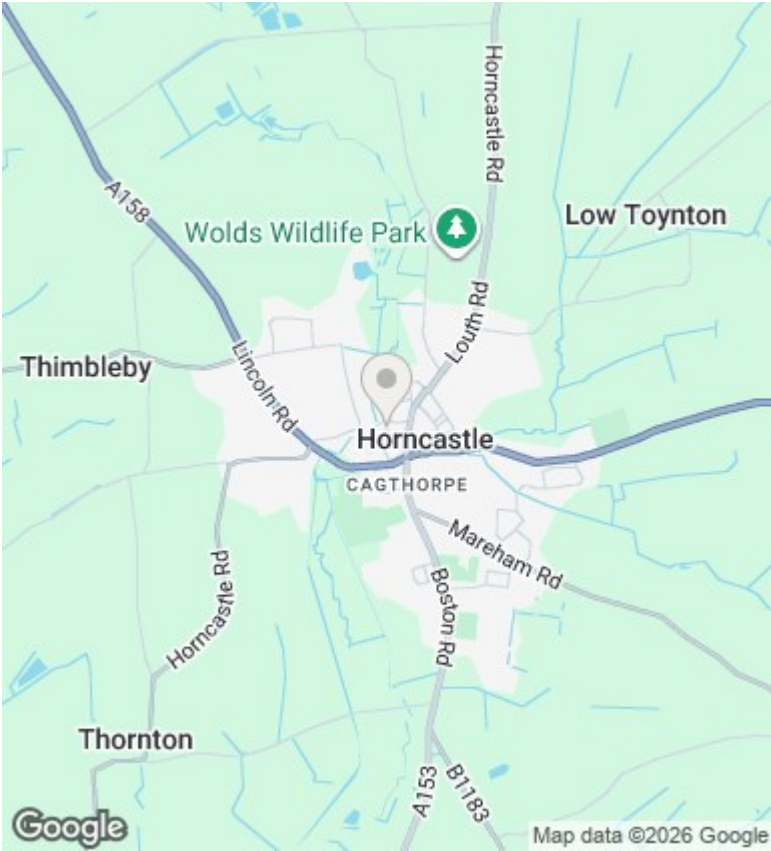 Horncastle Rd
A158
Low Toynton
Wolds Wildlife Park
Louth Rd
Thimbleby
Lincoln Rd
Horncastle
CAGTHORPE
Mareham Rd
Horncastle Rd
Boston Rd
Thornton
A153
B1183
Google
Map data ©2026 Google